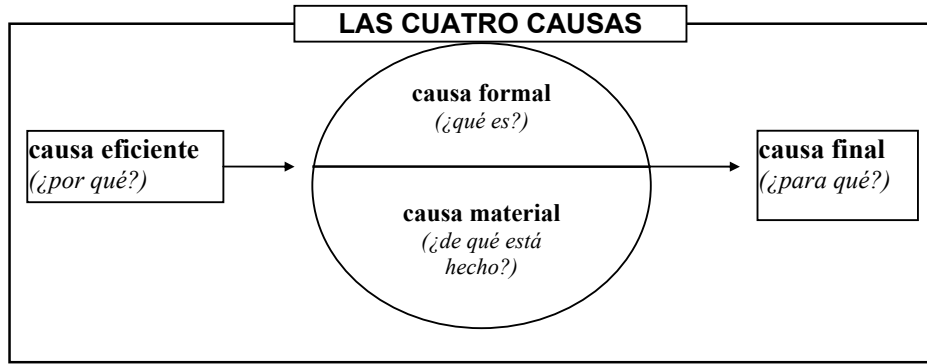 LAS CUATRO CAUSAS
causa formal
(¿qué es?)
causa eficiente
(¿por qué?)
causa final
(¿para qué?)
causa material
(¿de qué está
hecho?)